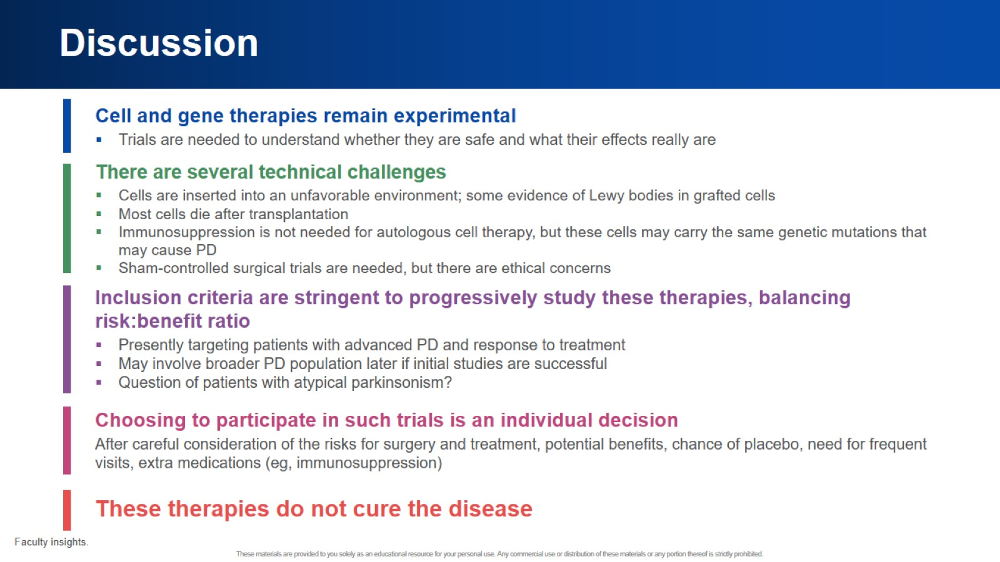 Discussion
Cell and gene therapies remain experimental
▪ Trials are needed to understand whether they are safe and what their effects really are
There are several technical challenges
▪ Cells are inserted into an unfavorable environment; some evidence of Lewy bodies in grafted cells
▪ Most cells die after transplantation
▪ Immunosuppression is not needed for autologous cell therapy, but these cells may carry the same genetic mutations that
may cause PD
▪ Sham-controlled surgical trials are needed, but there are ethical concerns
Inclusion criteria are stringent to progressively study these therapies, balancing
risk:benefit ratio
▪ Presently targeting patients with advanced PD and response to treatment
▪ May involve broader PD population later if initial studies are successful
▪ Question of patients with atypical parkinsonism?
Choosing to participate in such trials is an individual decision
After careful consideration of the risks for surgery and treatment, potential benefits, chance of placebo, need for frequent
visits, extra medications (eg, immunosuppression)
These therapies do not cure the disease
Faculty insights.
These materials are provided to you solely as an educational resource for your personal use. Any commercial use or distribution of these materials or any portion thereof is strictly prohibited.